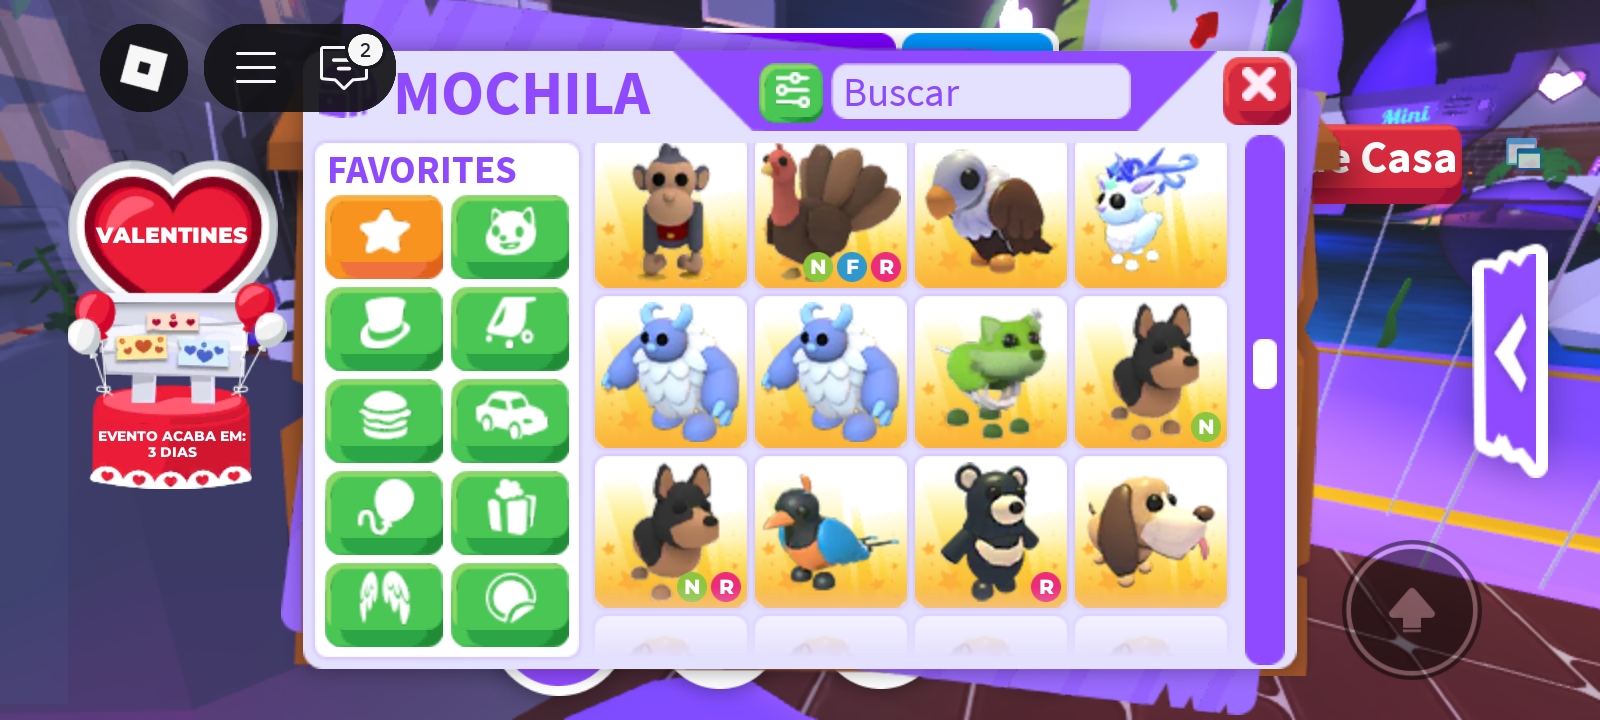 2
MOCHILA
Buscar
Mini
e Casa
FAVORITES
VALENTINES
N F R
N
EVENTO ACABA EM:
3 DIAS
N R
R